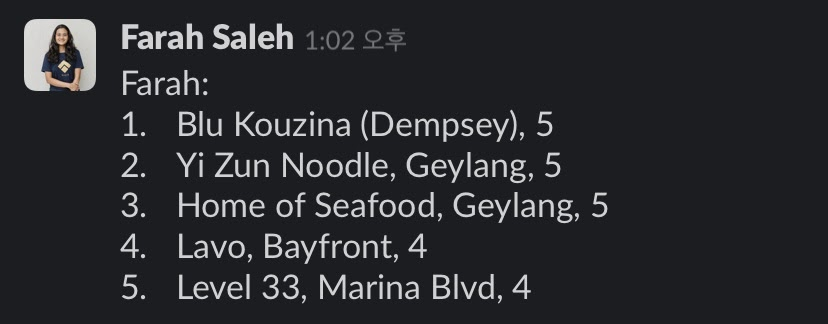 Farah Saleh 1:02 오후
Farah:
1. Blu Kouzina (Dempsey), 5
2. Yi Zun Noodle, Geylang, 5
3. Home of Seafood, Geylang, 5
4. Lavo, Bayfront, 4
5. Level 33, Marina Blvd, 4